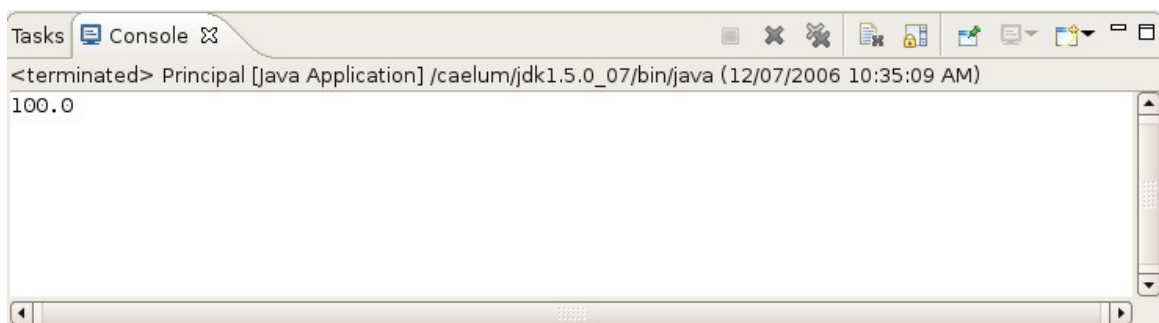 Tasks Console
<terminated> Principal [Java Application] /caelum/jdk1.5.0_07/bin/java (12/07/2006 10:35:09 AM)
100.0